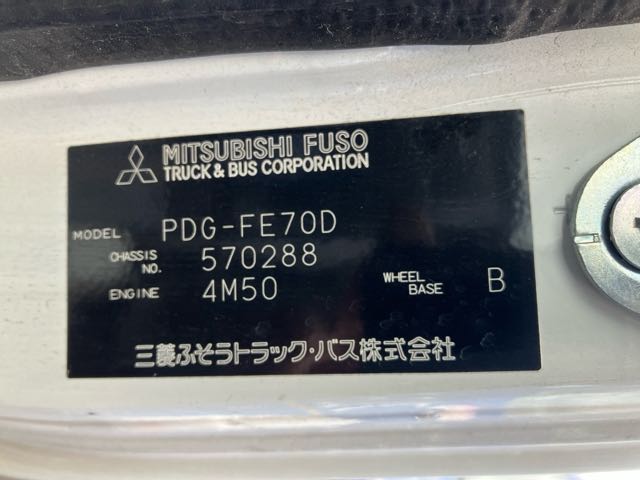 MITSUBISHI FUSO
TRUCK & BUS CORPORATION
MODEL PDG-FE70D
CHASSIS NO. 570288
ENGINE 4M50 WHEEL BASE B
三菱ふそうトラック・バス株式会社